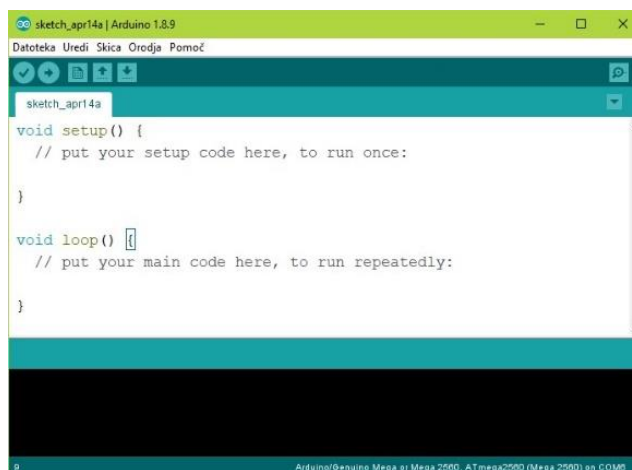 sketch_apr14a | Arduino 1.8.9
Datoteka Uredi Skica Orodja Pomoč
sketch_apr14a
void setup() {
// put your setup code here, to run once:
}
void loop() {
// put your main code here, to run repeatedly:
}
9 Arduino/Genuino Mega or Mega 2560, ATmega2560 (Mega 2560) on COM6